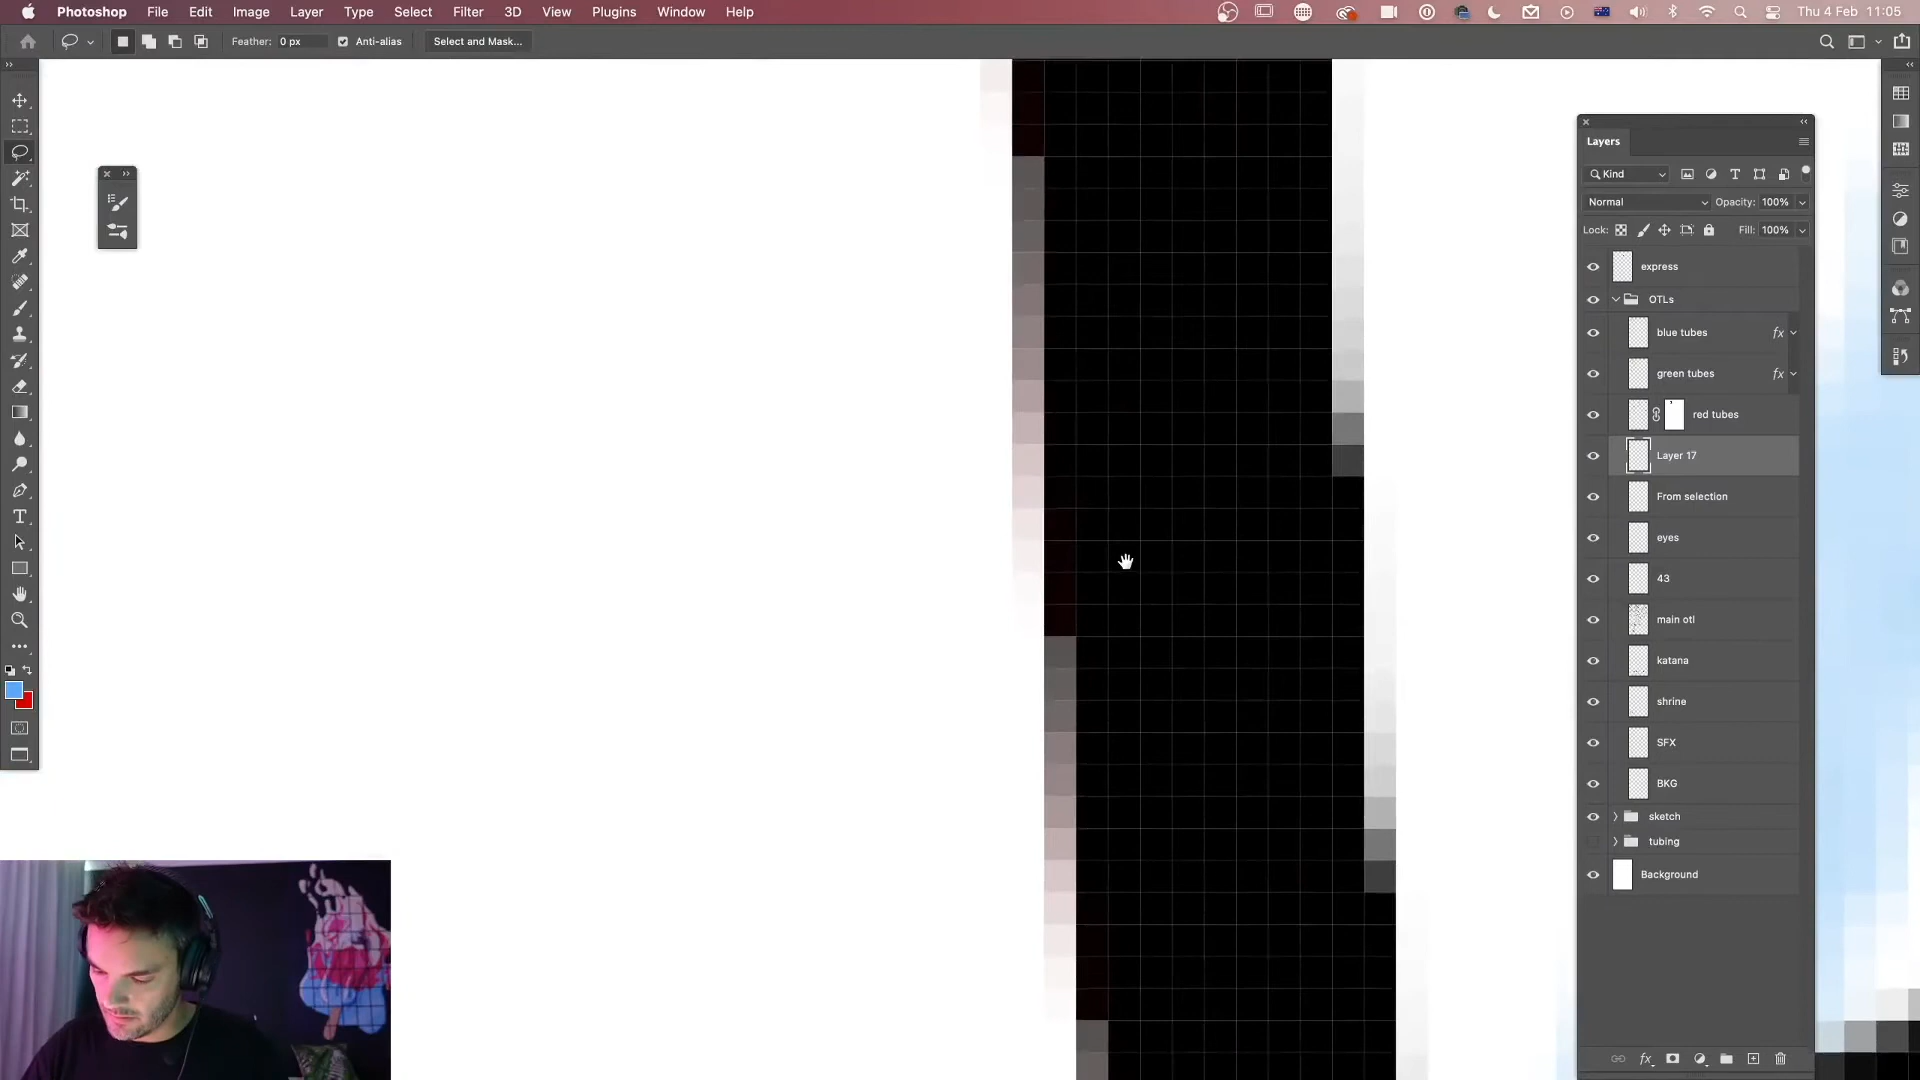 Photoshop File Edit Image Layer Type Select Filter 3D View Plugins Window Help Thu 4 Feb 11:05
Feather: 0 px Anti-alias Select and Mask...
Layers
Kind
Normal Opacity: 100%
Lock: Fill: 100%
express
OTLs
blue tubes fx
green tubes fx
red tubes
Layer 17
From selection
eyes
43
main otl
katana
shrine
SFX
BKG
sketch
tubing
Background
fx